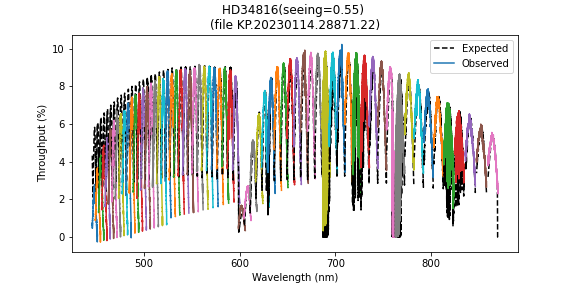 HD34816(seeing=0.55)
(file KP.20230114.28871.22)
Expected
Observed
Throughput (%)
10
8
6
4
2
0
500
600
700
800
Wavelength (nm)